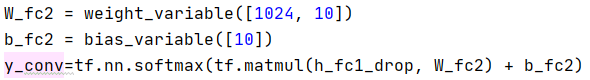 W_fc2 = weight_variable([1024, 10])
b_fc2 = bias_variable([10])
y_conv=tf.nn.softmax(tf.matmul(h_fc1_drop, W_fc2) + b_fc2)